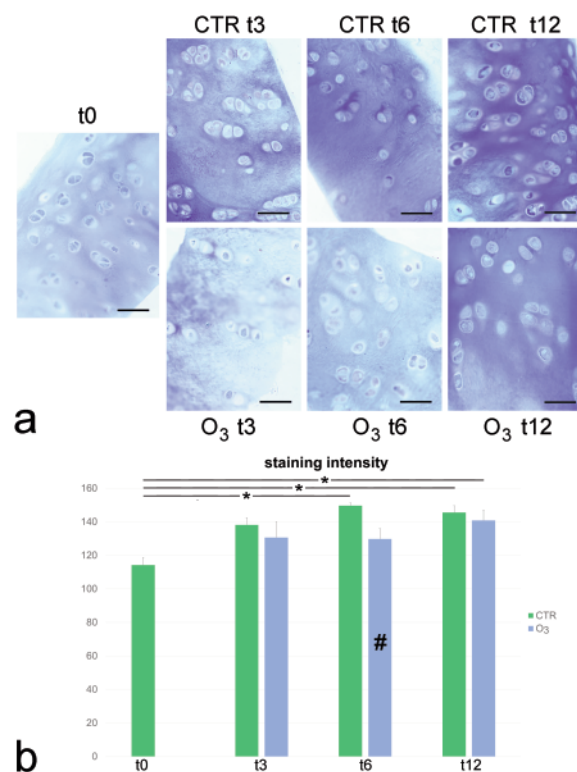 CTR t3 CTR t6 CTR t12
t0
a
O₃ t3 O₃ t6 O₃ t12
staining intensity
*
*
*
160
140
120
100
80
60
40
20
0
#
CTR
O₃
t0 t3 t6 t12
b